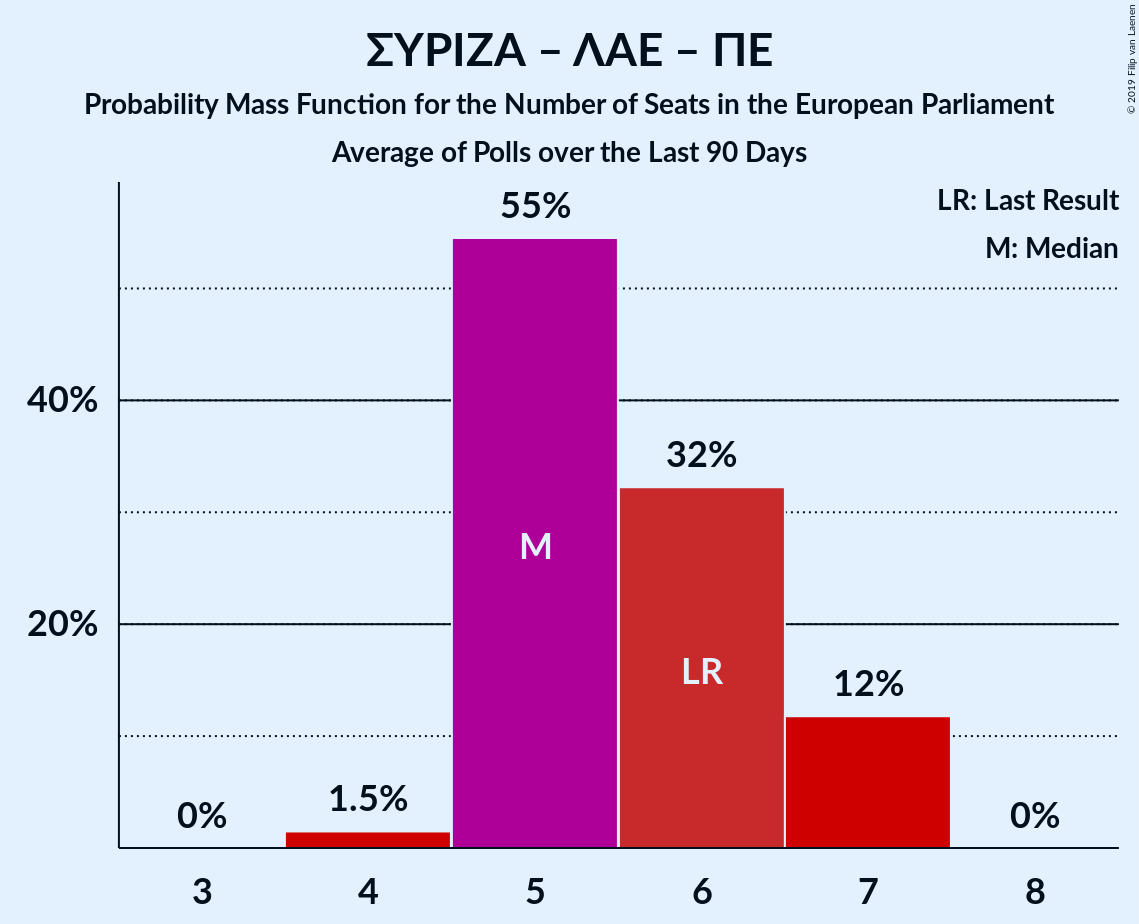 ΣΥΡΙΖΑ – ΛΑΕ – ΠΕ
Probability Mass Function for the Number of Seats in the European Parliament
Average of Polls over the Last 90 Days
© 2019 Filip van Laenen
LR: Last Result
M: Median
55%
40%
32%
M
20%
LR
12%
1.5%
0%
0%
3 4 5 6 7 8